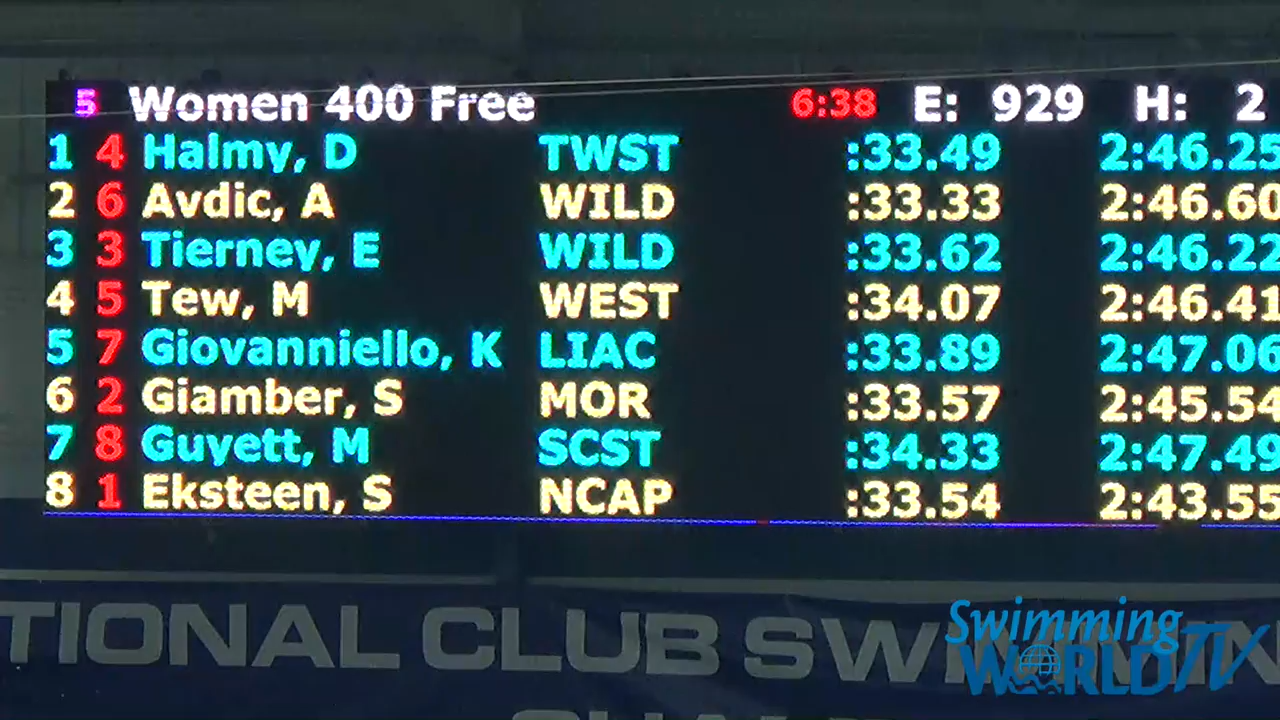 5 Women 400 Free 6:38 E: 929 H: 2
1 4 Halmy, D TWST :33.49 2:46.25
2 6 Avdic, A WILD :33.33 2:46.60
3 3 Tierney, E WILD :33.62 2:46.22
4 5 Tew, M WEST :34.07 2:46.41
5 7 Giovanniello, K LIAC :33.89 2:47.06
6 2 Giamber, S MOR :33.57 2:45.54
7 8 Guyett, M SCST :34.33 2:47.49
8 1 Eksteen, S NCAP :33.54 2:43.55
TIONAL CLUB SW
Swimming
WORLD TV